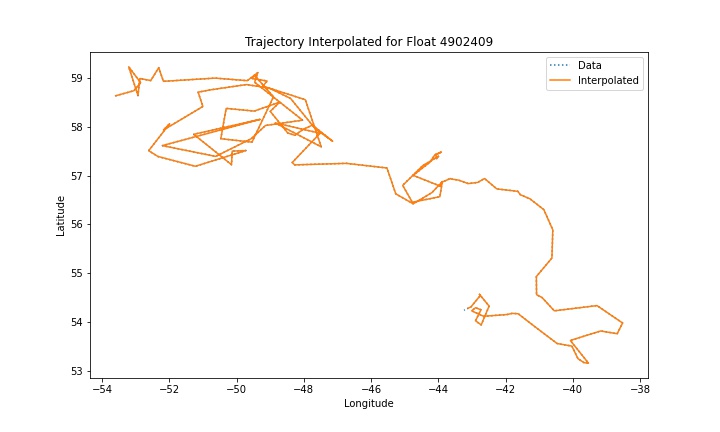 Trajectory Interpolated for Float 4902409
Data
Interpolated
59
58
57
56
55
54
53
Latitude
−54 −52 −50 −48 −46 −44 −42 −40 −38
Longitude